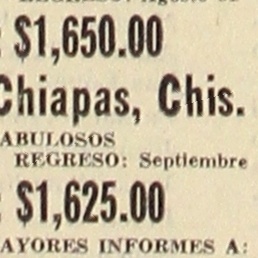 $1,650.00
Chiapas, Chis.
ABULOSOS
REGRESO: Septiembre
$1,625.00
AYORES INFORMES A: